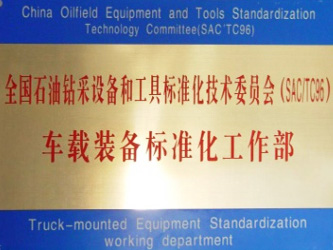 China Oilfield Equipment and Tools Standardization
Technology Committee(SAC'TC96)
全国石油钻采设备和工具标准化技术委员会(SAC/TC96)
车载装备标准化工作部
Truck-mounted Equipment Standardization
working department